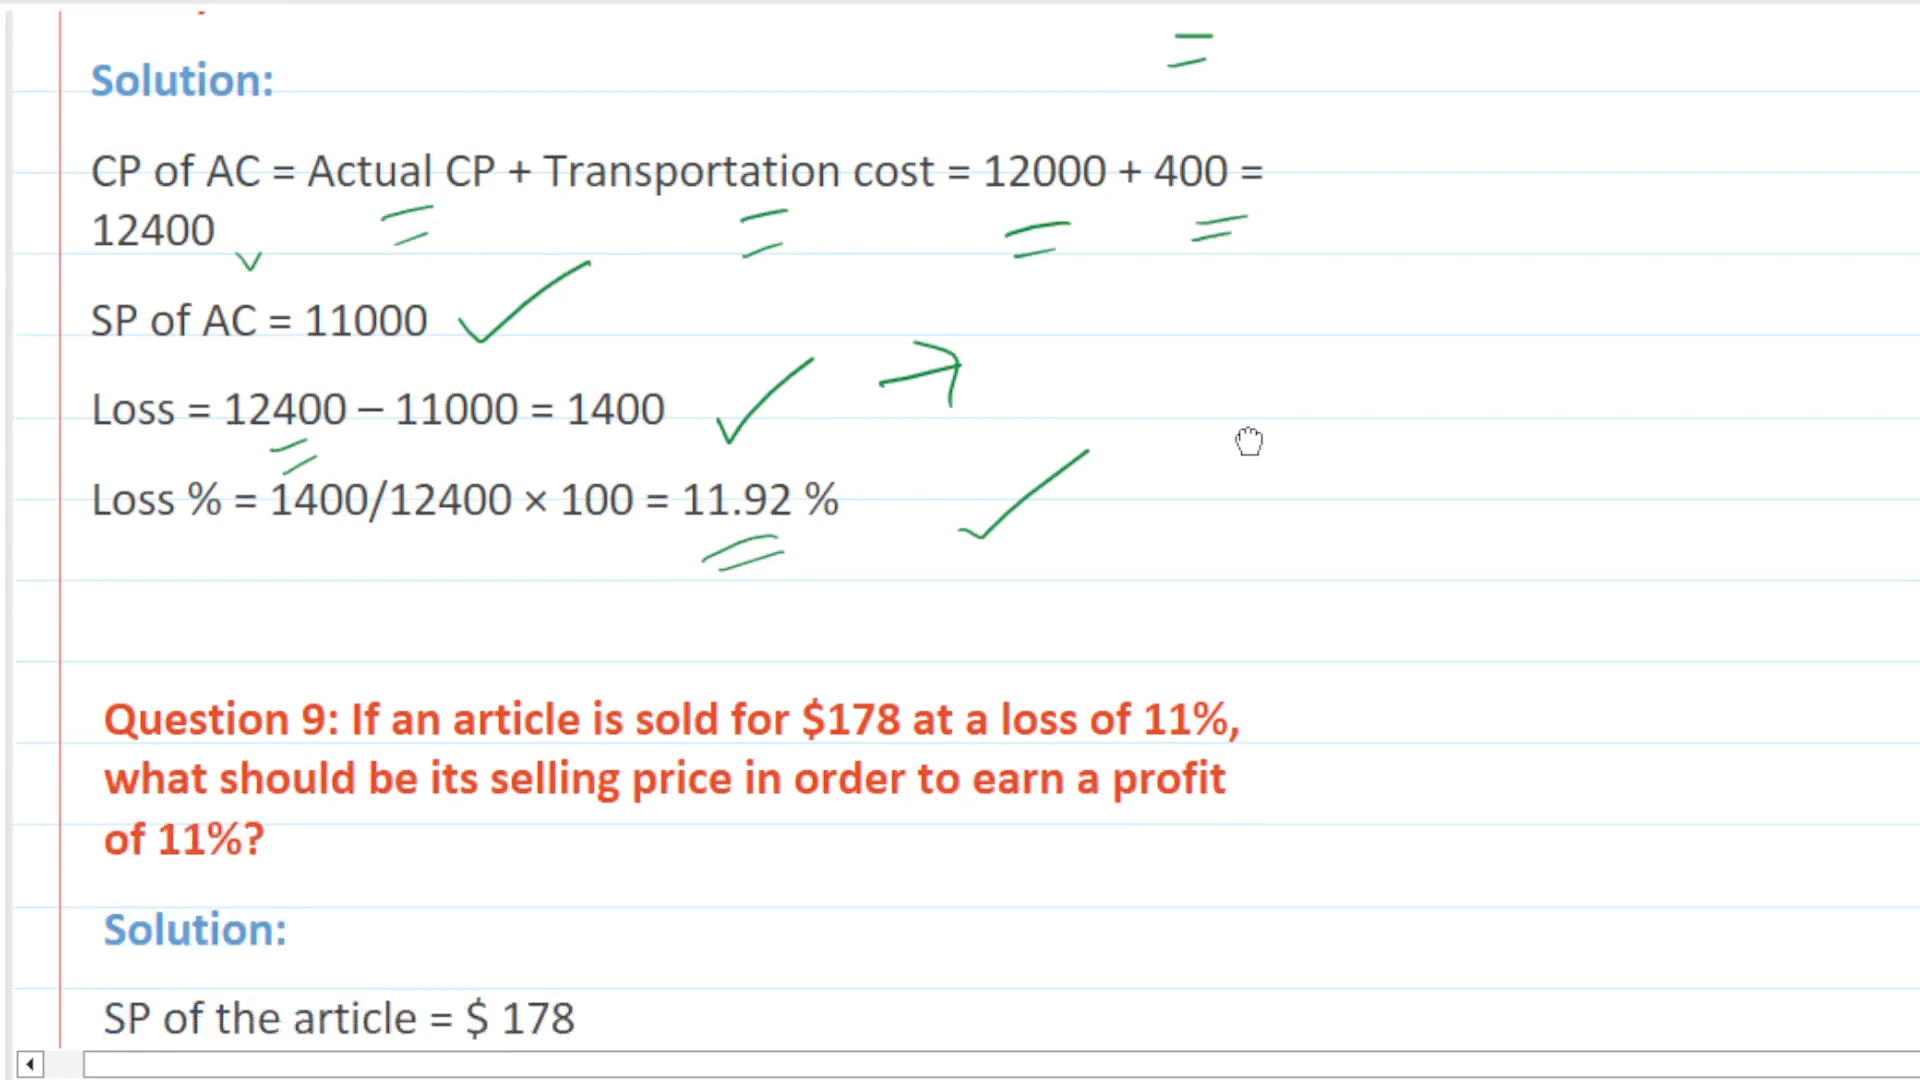 Solution:
CP of AC = Actual CP + Transportation cost = 12000 + 400 =
12400
SP of AC = 11000
Loss = 12400 – 11000 = 1400
Loss % = 1400/12400 × 100 = 11.92 %
Question 9: If an article is sold for $178 at a loss of 11%,
what should be its selling price in order to earn a profit
of 11%?
Solution:
SP of the article = $ 178